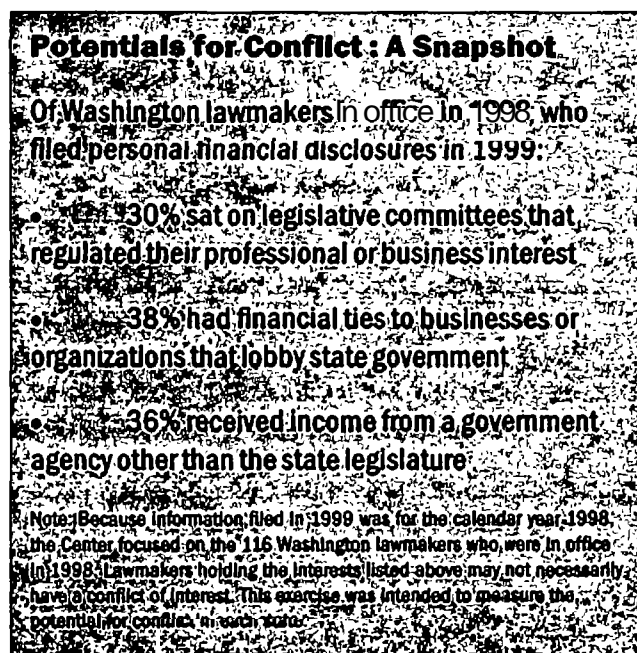 Potentials for Conflict : A Snapshot
Of Washington lawmakers in office in 1998, who
filed personal financial disclosures in 1999:
• 30% sat on legislative committees that
regulated their professional or business interest
• 38% had financial ties to businesses or
organizations that lobby state government
• 36% received income from a government
agency other than the state legislature
Note: Because information filed in 1999 was for the calendar year 1998,
the Center focused on the 116 Washington lawmakers who were in office
in 1998. Lawmakers holding the interests listed above may not necessarily
have a conflict of interest. This exercise was intended to measure the
potential for conflict in each state.